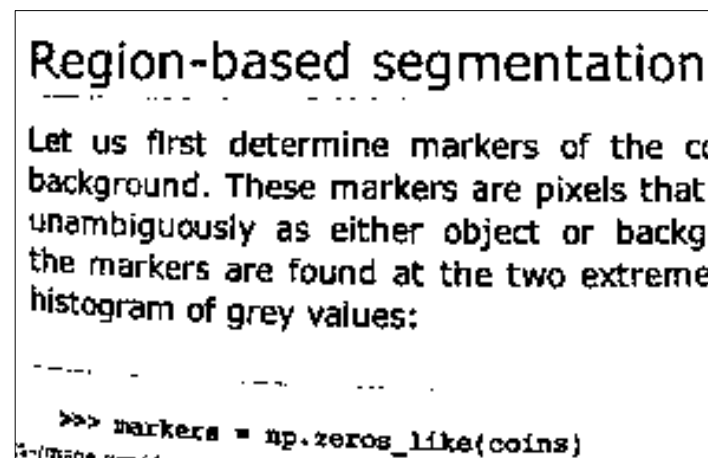 Region-based segmentation
Let us first determine markers of the co
background. These markers are pixels that
unambiguously as either object or backg
the markers are found at the two extreme
histogram of grey values:
>>> markers = np.zeros_like(coins)